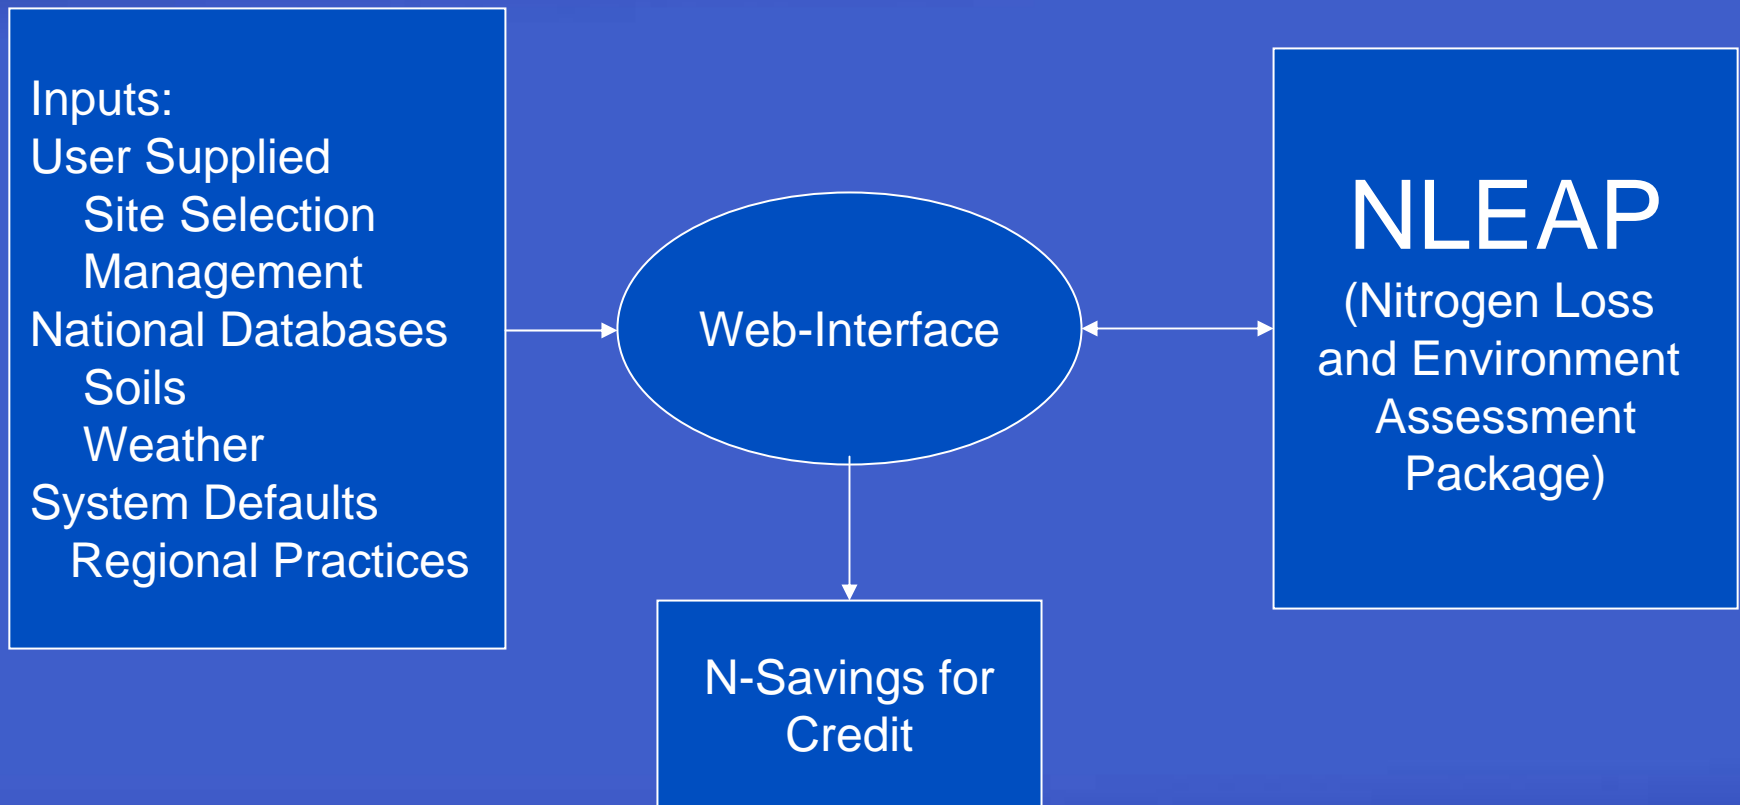 Inputs:
User Supplied
Site Selection
Management
National Databases
Soils
Weather
System Defaults
Regional Practices
Web-Interface
NLEAP
(Nitrogen Loss
and Environment
Assessment
Package)
N-Savings for
Credit